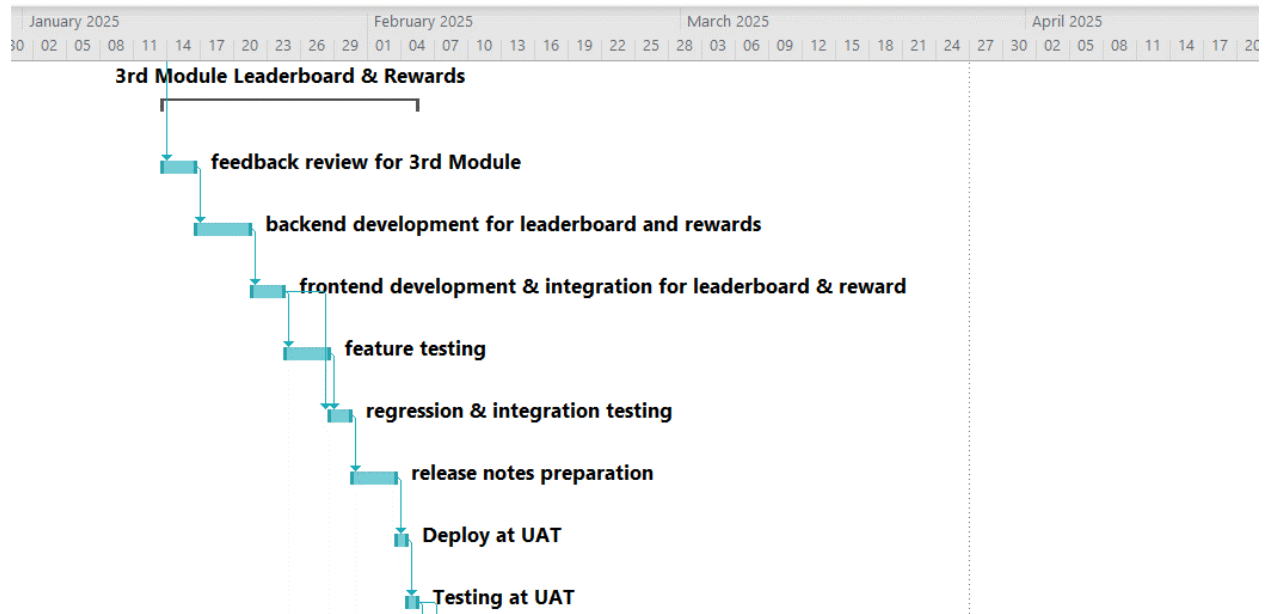 January 2025 February 2025 March 2025 April 2025
30 02 05 08 11 14 17 20 23 26 29 01 04 07 10 13 16 19 22 25 28 03 06 09 12 15 18 21 24 27 30 02 05 08 11 14 17 20
3rd Module Leaderboard & Rewards
feedback review for 3rd Module
backend development for leaderboard and rewards
frontend development & integration for leaderboard & reward
feature testing
regression & integration testing
release notes preparation
Deploy at UAT
Testing at UAT